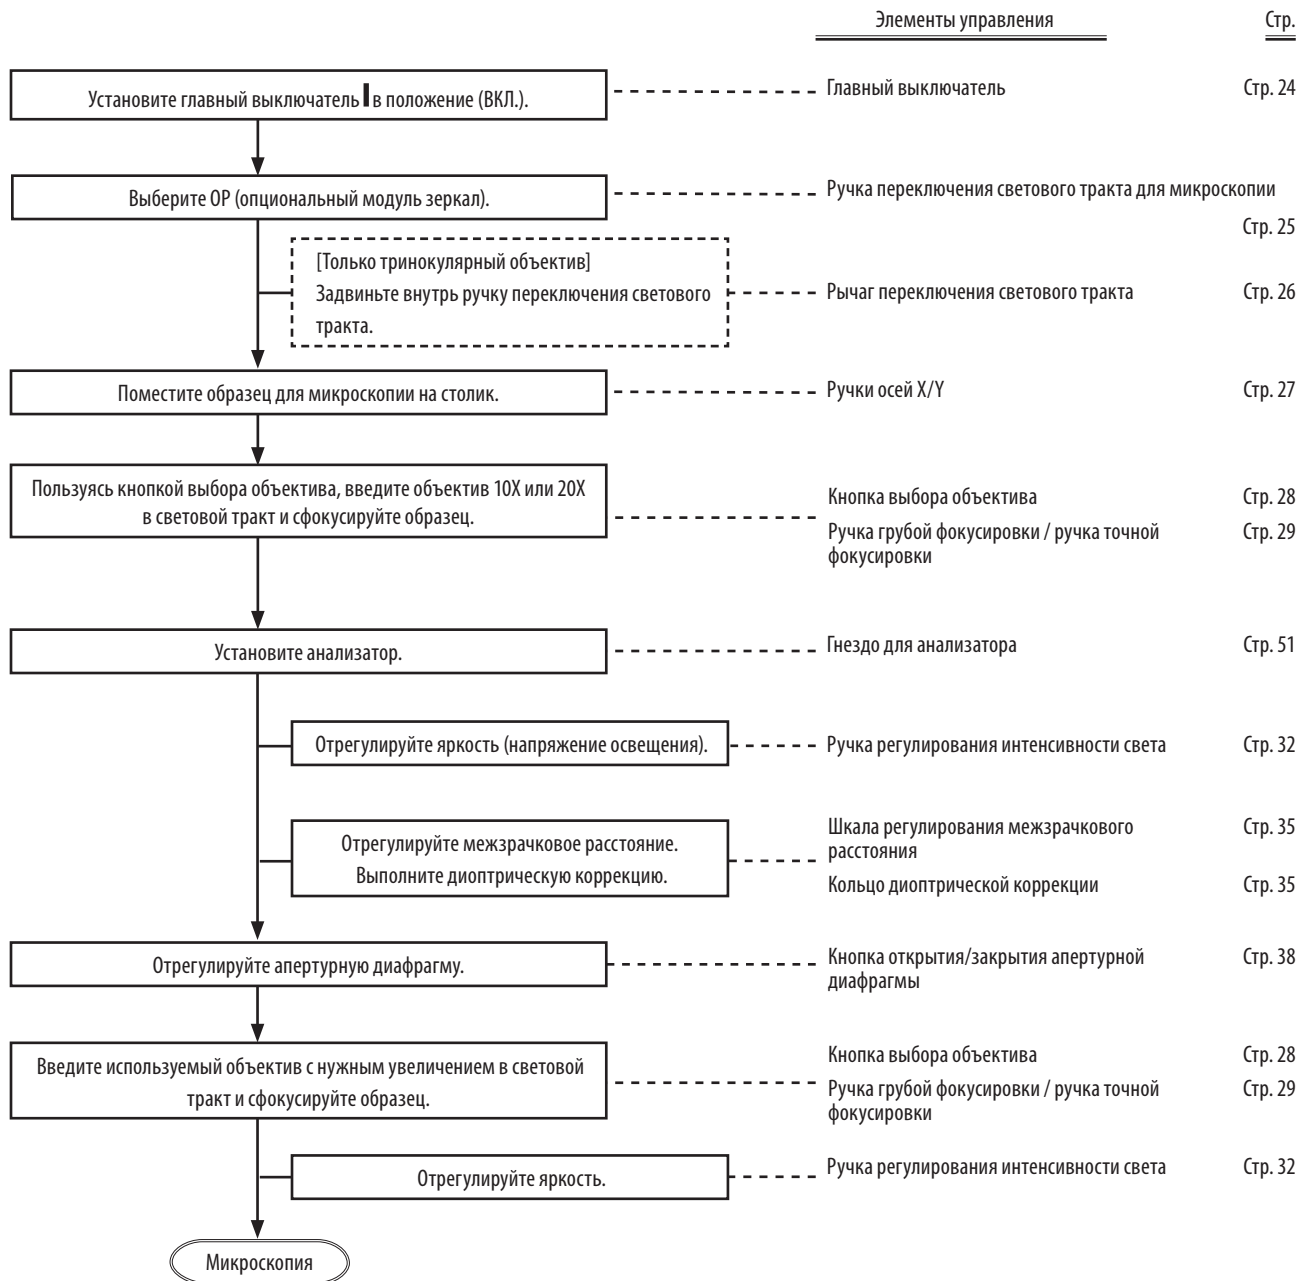 Элементы управления Стр.
Установите главный выключатель I в положение (ВКЛ.). Главный выключатель Стр. 24
Выберите OP (опциональный модуль зеркал). Ручка переключения светового тракта для микроскопии
Стр. 25
[Только тринокулярный объектив]
Задвиньте внутрь ручку переключения светового
тракта.
Рычаг переключения светового тракта Стр. 26
Поместите образец для микроскопии на столик. Ручки осей X/Y Стр. 27
Пользуясь кнопкой выбора объектива, введите объектив 10X или 20X
в световой тракт и сфокусируйте образец.
Кнопка выбора объектива Стр. 28
Ручка грубой фокусировки / ручка точной Стр. 29
фокусировки
Установите анализатор. Гнездо для анализатора Стр. 51
Отрегулируйте яркость (напряжение освещения). Ручка регулирования интенсивности света Стр. 32
Отрегулируйте межзрачковое расстояние.
Выполните диоптрическую коррекцию.
Шкала регулирования межзрачкового Стр. 35
расстояния
Кольцо диоптрической коррекции Стр. 35
Отрегулируйте апертурную диафрагму. Кнопка открытия/закрытия апертурной Стр. 38
диафрагмы
Введите используемый объектив с нужным увеличением в световой
тракт и сфокусируйте образец.
Кнопка выбора объектива Стр. 28
Ручка грубой фокусировки / ручка точной Стр. 29
фокусировки
Отрегулируйте яркость. Ручка регулирования интенсивности света Стр. 32
Микроскопия